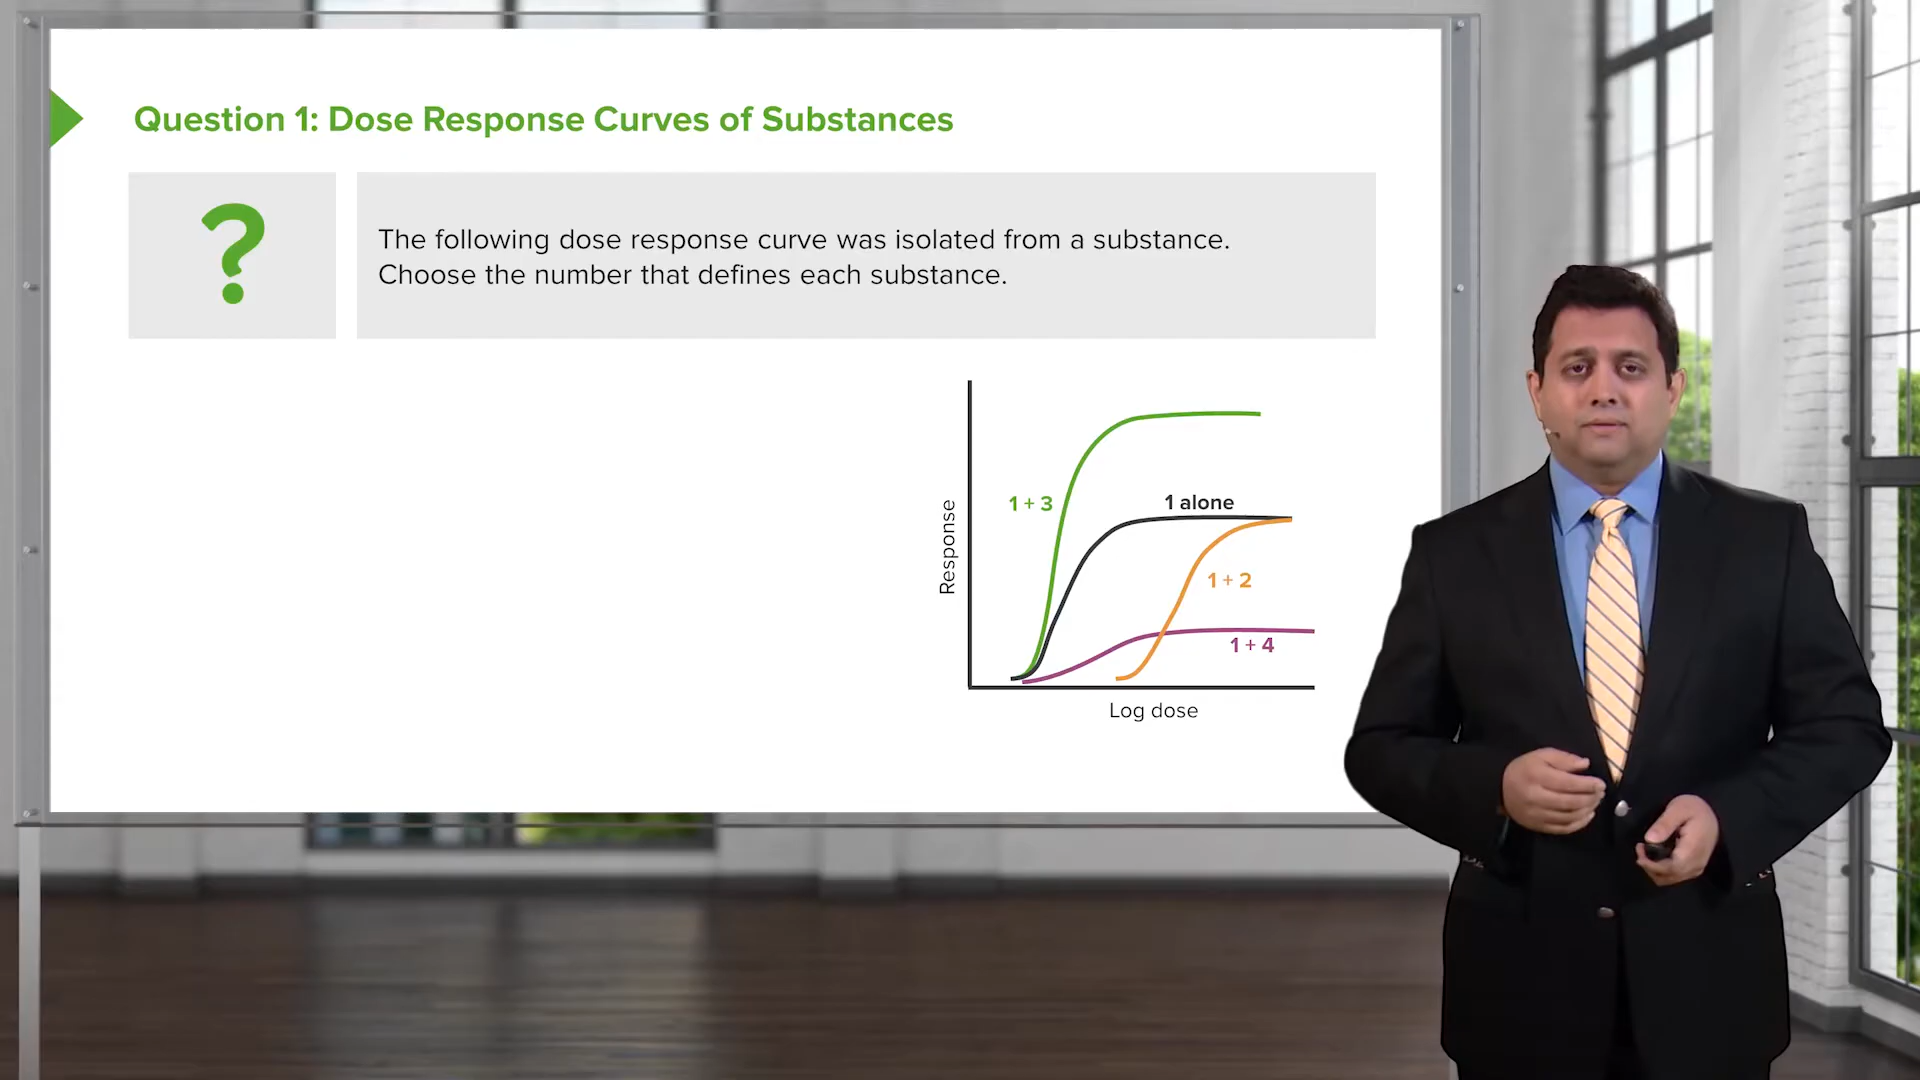 Question 1: Dose Response Curves of Substances
?
The following dose response curve was isolated from a substance.
Choose the number that defines each substance.
1 + 3
1 alone
1 + 2
1 + 4
Response
Log dose